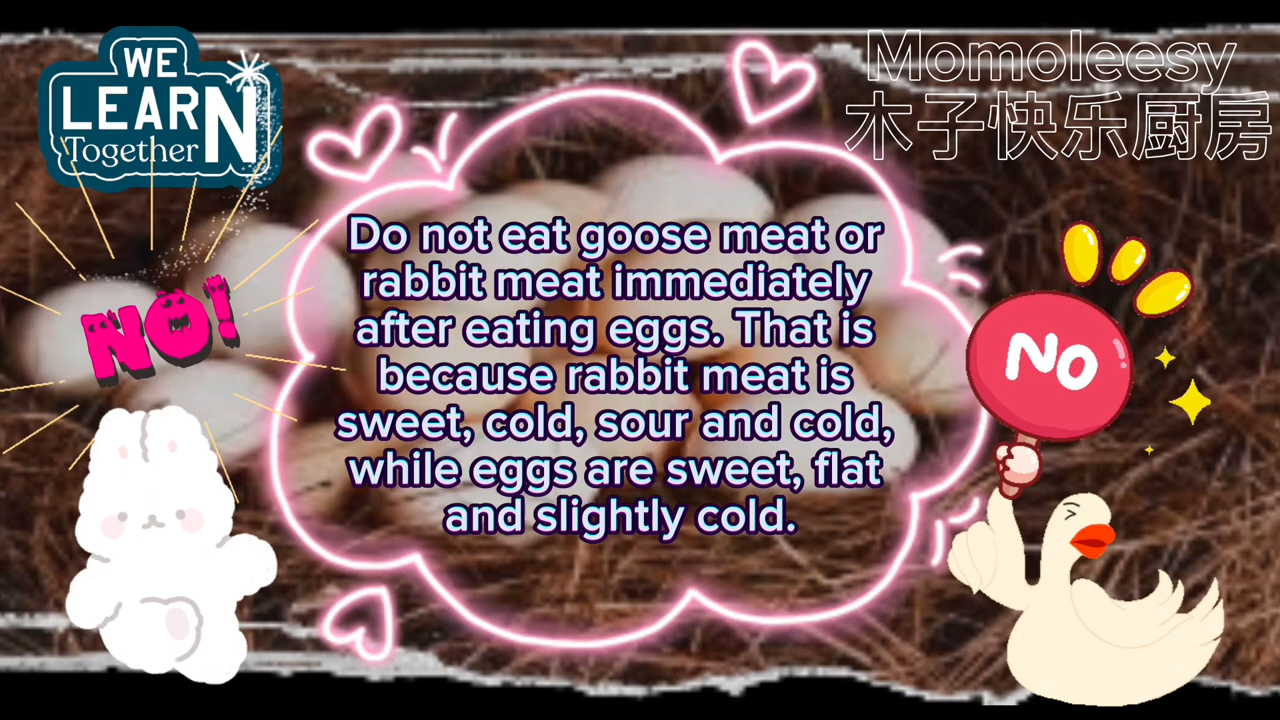 WE
LEARN
Together
Momoleesy
木子快乐厨房
NO!
NO
Do not eat goose meat or
rabbit meat immediately
after eating eggs. That is
because rabbit meat is
sweet, cold, sour and cold,
while eggs are sweet, flat
and slightly cold.